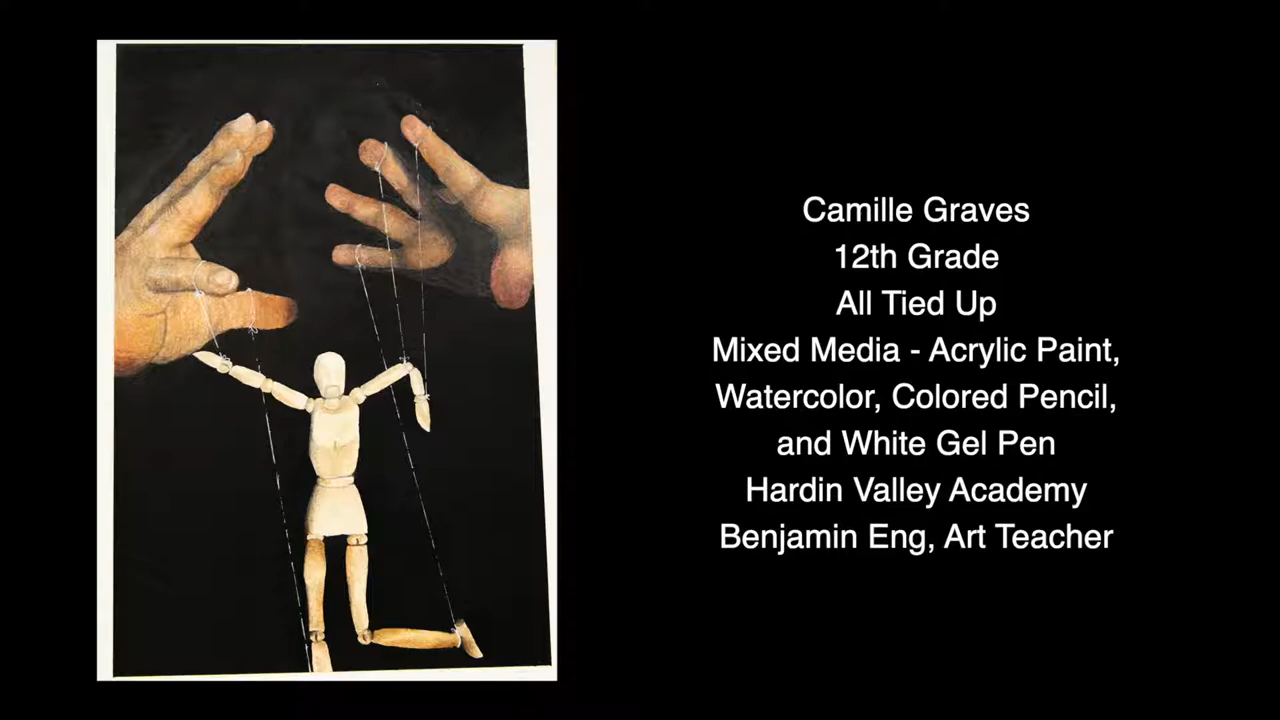 Camille Graves
12th Grade
All Tied Up
Mixed Media - Acrylic Paint,
Watercolor, Colored Pencil,
and White Gel Pen
Hardin Valley Academy
Benjamin Eng, Art Teacher